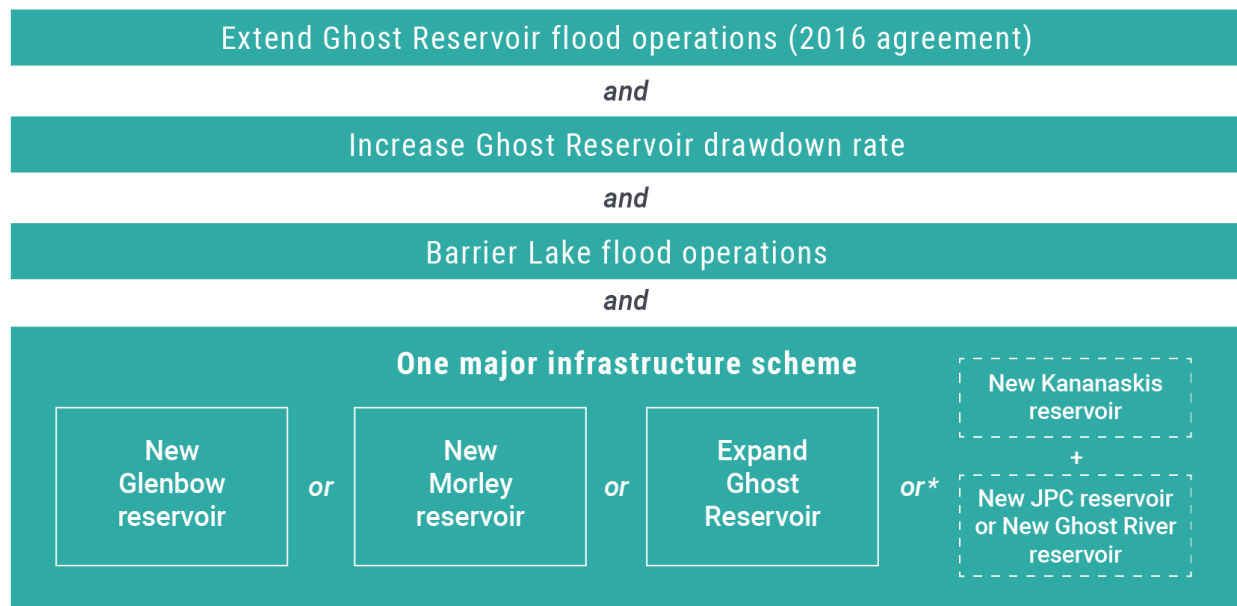 Extend Ghost Reservoir flood operations (2016 agreement)
and
Increase Ghost Reservoir drawdown rate
and
Barrier Lake flood operations
and
One major infrastructure scheme
New
Glenbow
reservoir
or
New
Morley
reservoir
or
Expand
Ghost
Reservoir
or*
New Kananaskis
reservoir
+
New JPC reservoir
or New Ghost River
reservoir